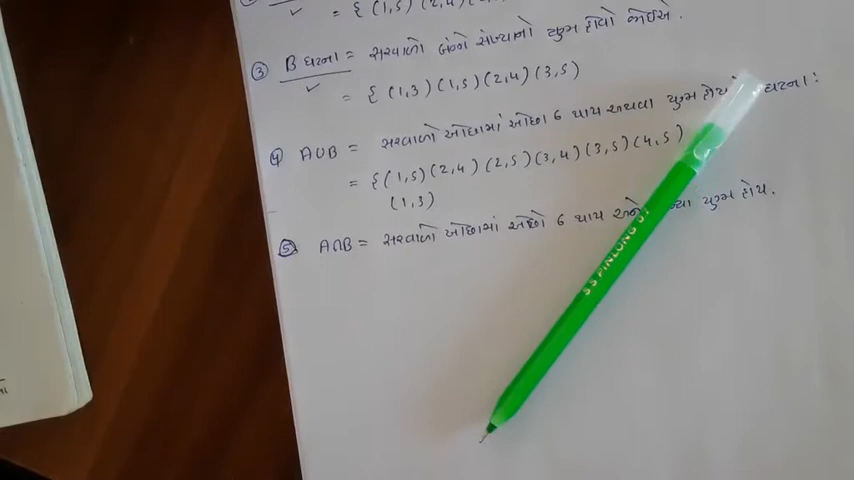 = { (1,5) (2,4)
③ B ઘટના = સરવાળો બંને સંખ્યાનો યુગ્મ હોવો જોઈએ.
= { (1,3) (1,5) (2,4) (3,5)
④ A∪B = સરવાળો ઓછામાં ઓછો 6 થાય અથવા યુગ્મ હોય ઘટના:
= { (1,5) (2,4) (2,5) (3,4) (3,5) (4,5) }
(1,3)
⑤ A∩B = સરવાળો ઓછામાં ઓછો 6 થાય અને યુગ્મ હોય.
SS PINLONG